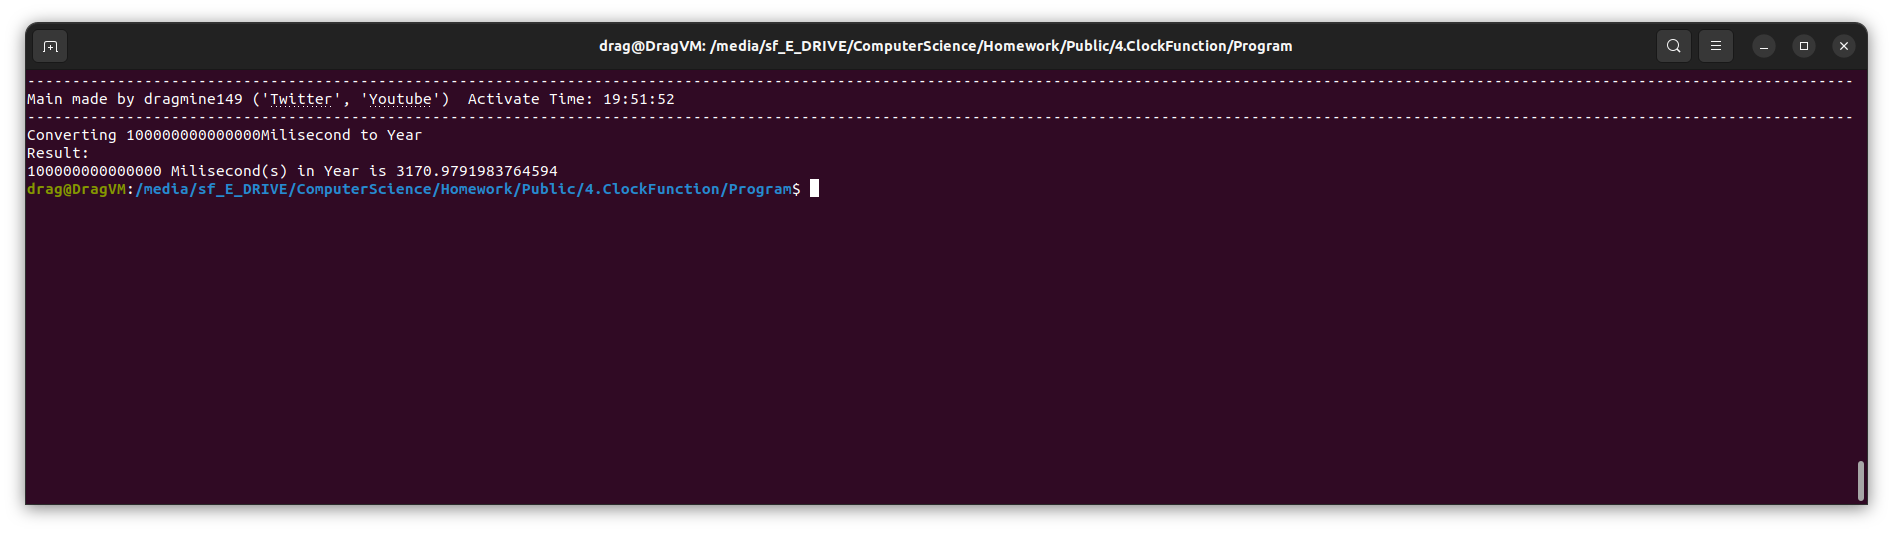 drag@DragVM: /media/sf_E_DRIVE/ComputerScience/Homework/Public/4.ClockFunction/Program
Main made by dragmine149 ('Twitter', 'Youtube')  Activate Time: 19:51:52
Converting 100000000000000Milisecond to Year
Result:
100000000000000 Milisecond(s) in Year is 3170.9791983764594
drag@DragVM:/media/sf_E_DRIVE/ComputerScience/Homework/Public/4.ClockFunction/Program$